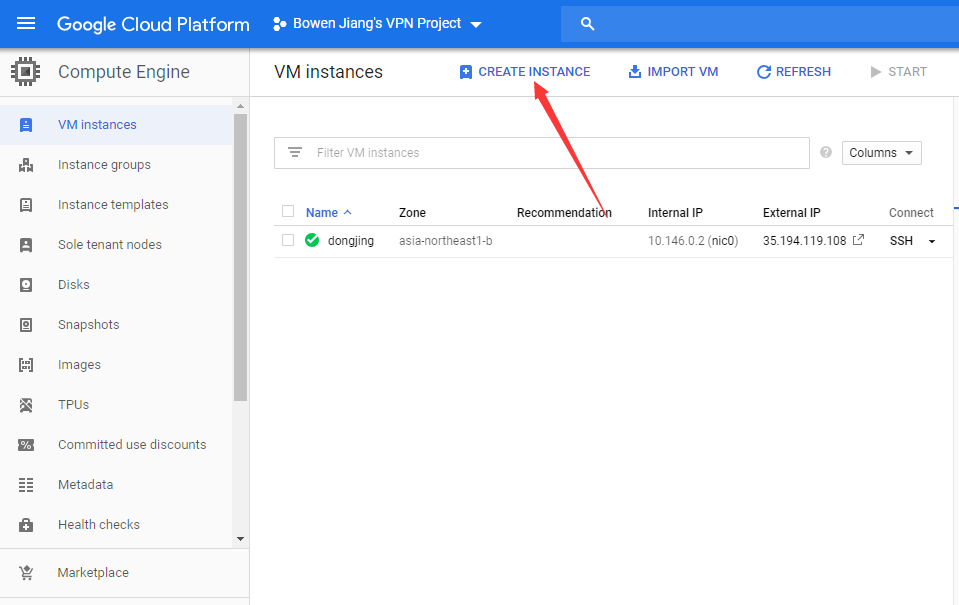 Google Cloud Platform
Bowen Jiang's VPN Project
Compute Engine
VM instances
CREATE INSTANCE
IMPORT VM
REFRESH
START
VM instances
Instance groups
Instance templates
Sole tenant nodes
Disks
Snapshots
Images
TPUs
Committed use discounts
Metadata
Health checks
Marketplace
Filter VM instances
Columns
Name Zone Recommendation Internal IP External IP Connect
dongjing asia-northeast1-b 10.146.0.2 (nic0) 35.194.119.108 SSH